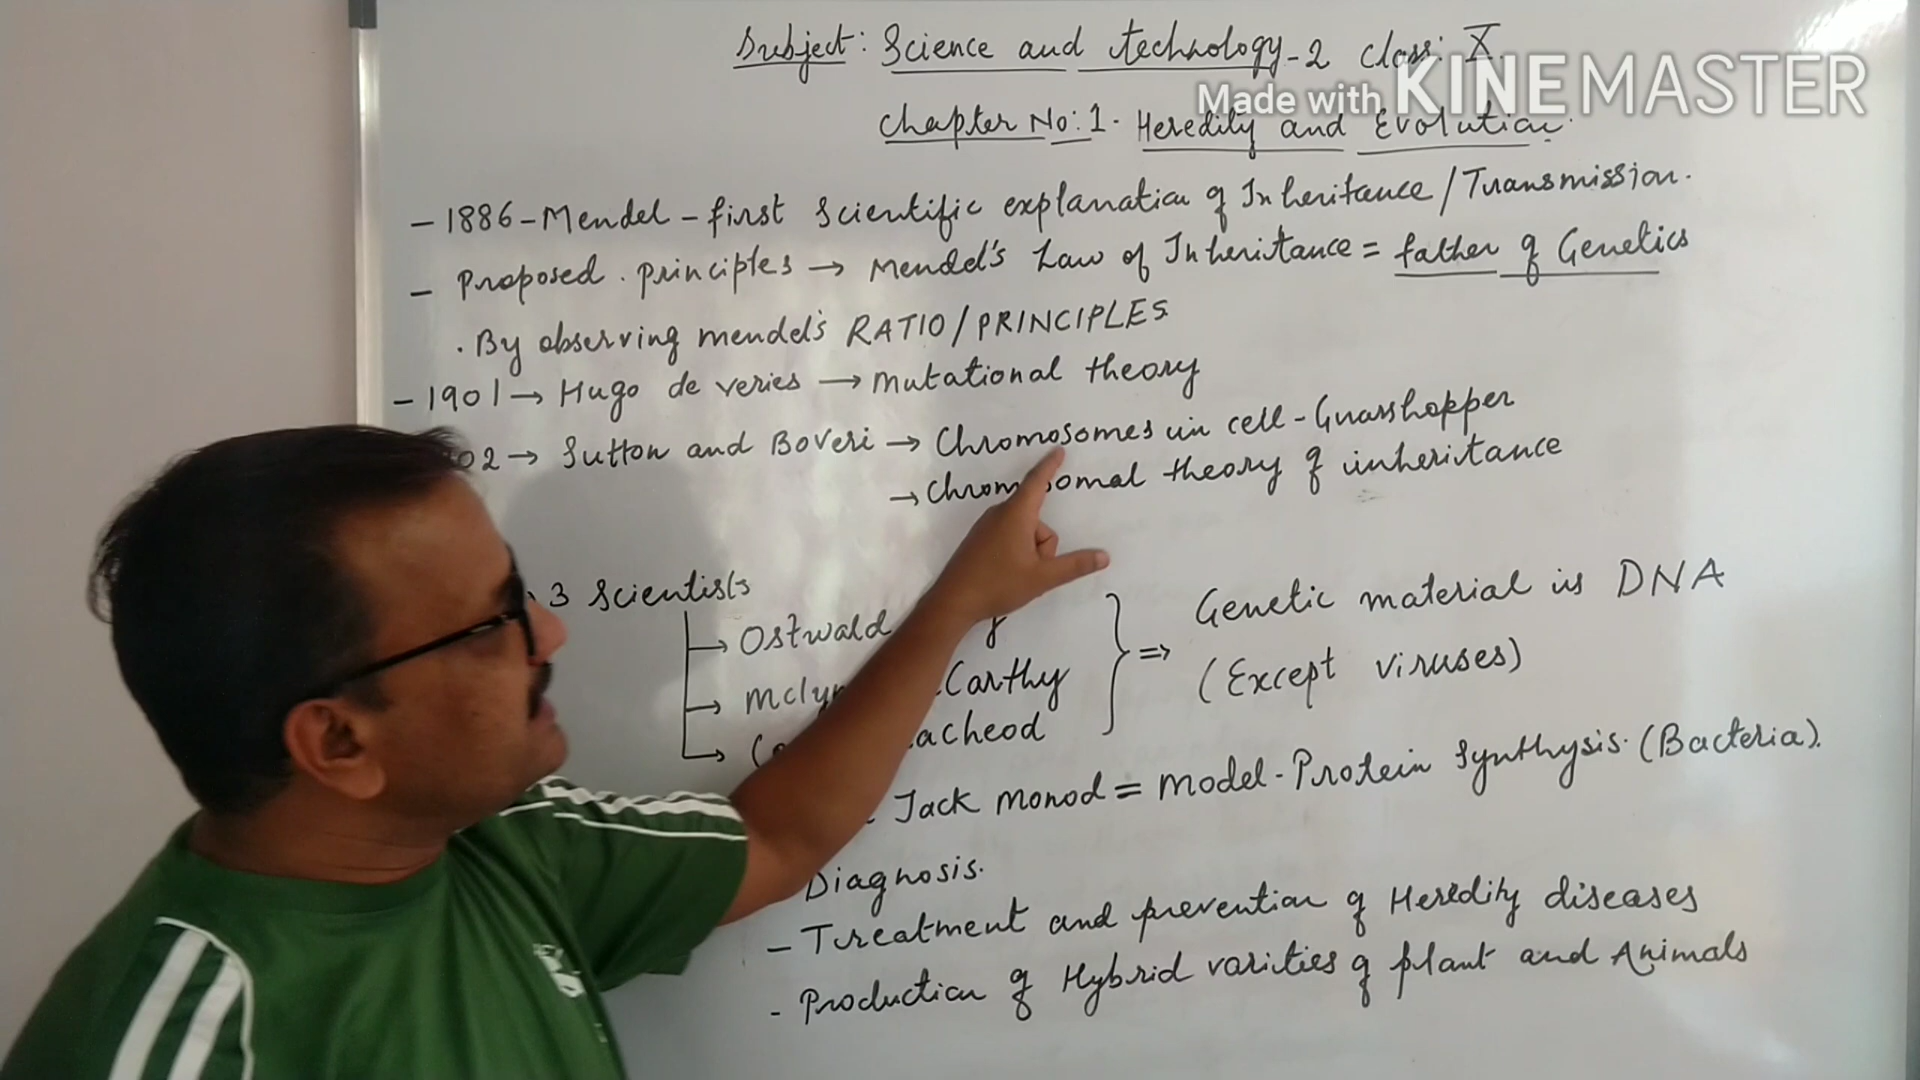 Subject: Science and technology-2 Class: X.
Made with KINEMASTER
Chapter No: 1. Heredity and Evolution.
- 1886 - Mendel - first scientific explanation of Inheritance / Transmission.
- Proposed principles → Mendel's Law of Inheritance = father of Genetics
. By observing mendel's RATIO/PRINCIPLES
- 1901 → Hugo de veries → mutational theory
02 → Sutton and Boveri → Chromosomes in cell - Grasshopper
→ Chromosomal theory of inheritance
3 Scientists
→ Ostwald
→ Carthy
→ acheod
⇒ Genetic material is DNA
(Except viruses)
Jack monod = model - Protein Synthysis. (Bacteria).
Diagnosis.
- Treatment and prevention of Heredity diseases
- Production of Hybrid varities of plant and Animals